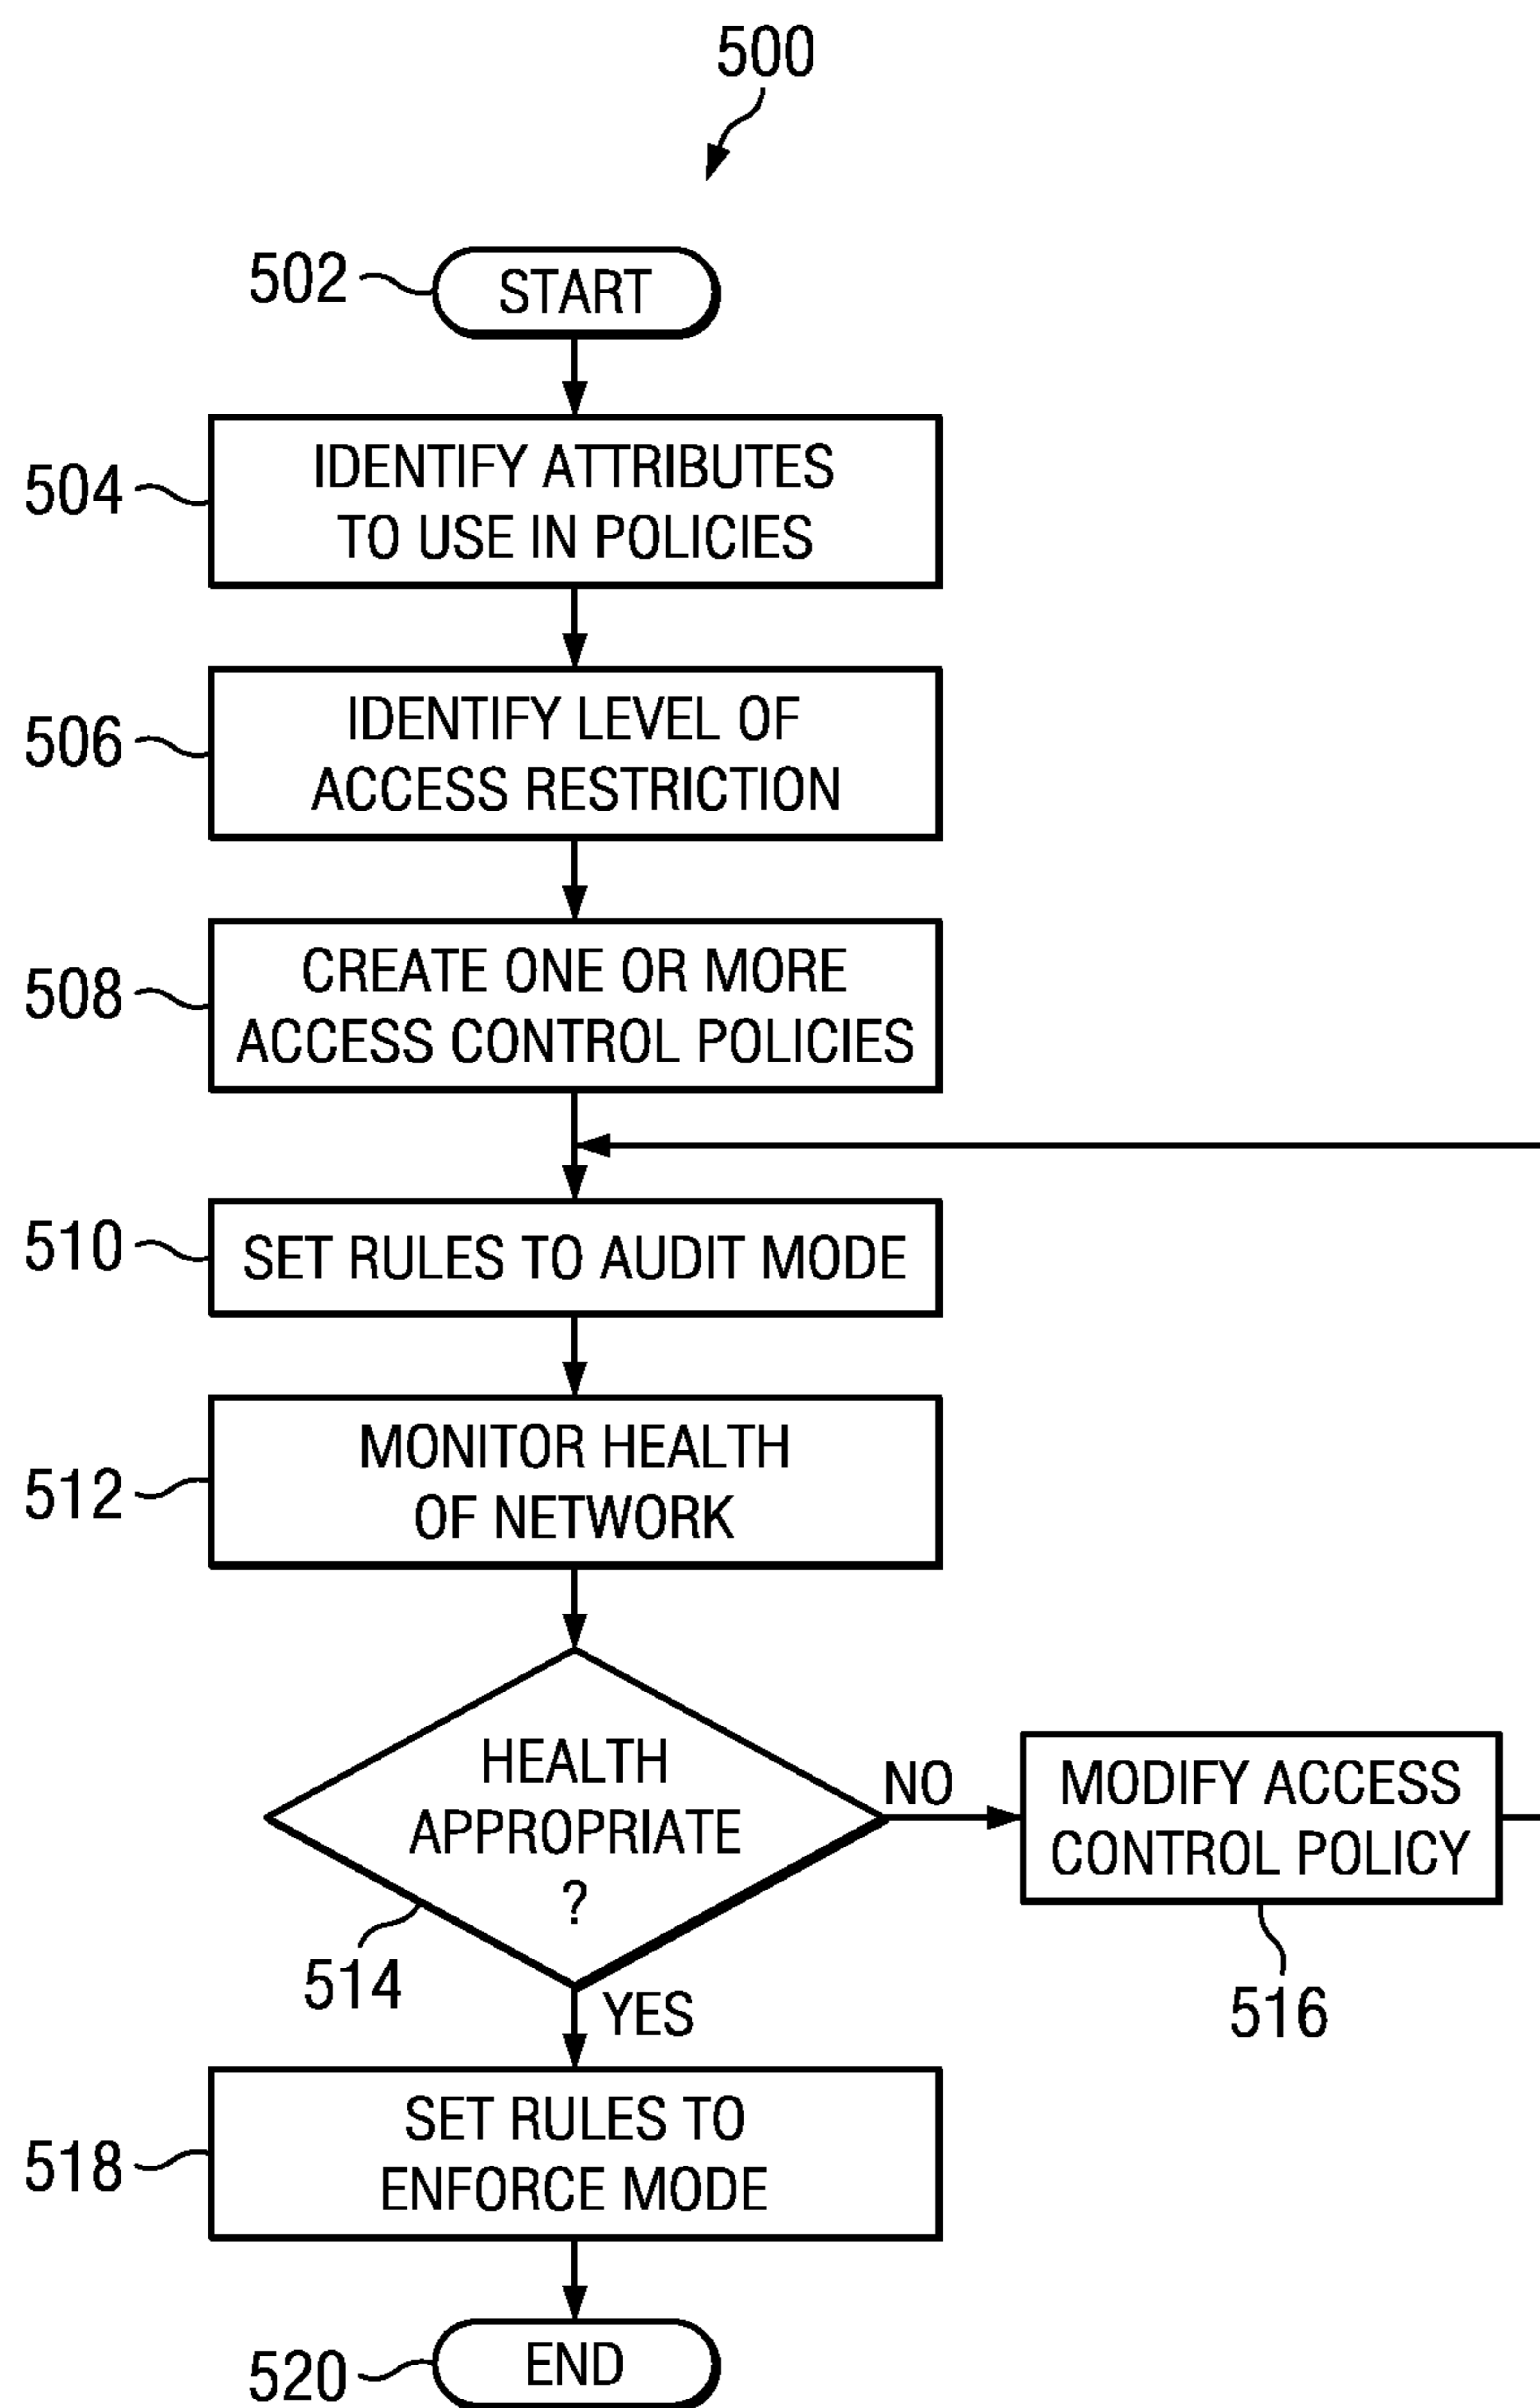 500
502
START
504
IDENTIFY ATTRIBUTES
TO USE IN POLICIES
506
IDENTIFY LEVEL OF
ACCESS RESTRICTION
508
CREATE ONE OR MORE
ACCESS CONTROL POLICIES
510
SET RULES TO AUDIT MODE
512
MONITOR HEALTH
OF NETWORK
HEALTH
APPROPRIATE
?
514
NO
MODIFY ACCESS
CONTROL POLICY
516
YES
518
SET RULES TO
ENFORCE MODE
520
END